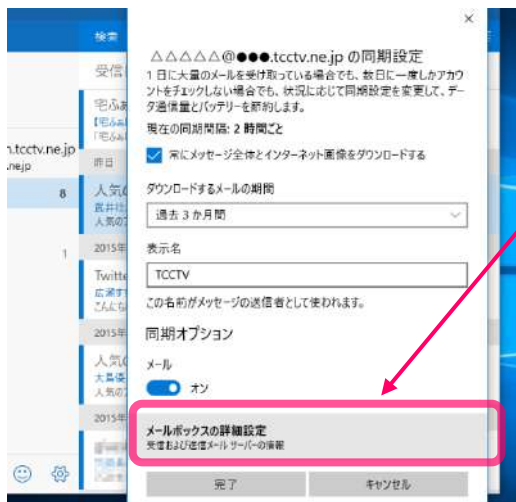 検索
受信
宅ふぁ
昨日
人気の
人気の
2015年
Twitte
広瀬す
こんにち
2015年
人気の
大島優
人気の
2015年
n.tcctv.ne.jp
.ne.jp
8
1
△△△△△@●●●.tcctv.ne.jp の同期設定
1 日に大量のメールを受け取っている場合でも、数日に一度しかアカウ
ントをチェックしない場合でも、状況に応じて同期設定を変更して、デー
タ通信量とバッテリーを節約します。
現在の同期間隔: 2 時間ごと
常にメッセージ全体とインターネット画像をダウンロードする
ダウンロードするメールの期間
過去 3 か月間
表示名
TCCTV
この名前がメッセージの送信者として使われます。
同期オプション
メール
オン
メールボックスの詳細設定
受信および送信メール サーバーの情報
完了
キャンセル